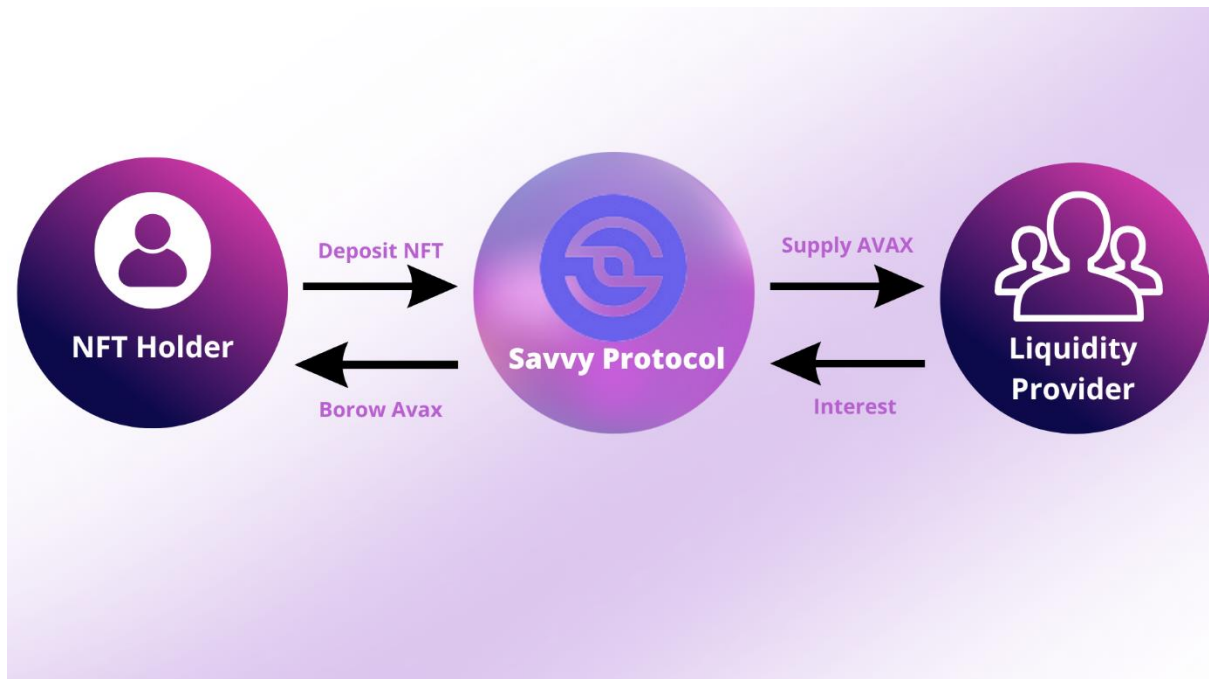 Deposit NFT
Supply AVAX
NFT Holder
Savvy Protocol
Liquidity
Provider
Borow Avax
Interest